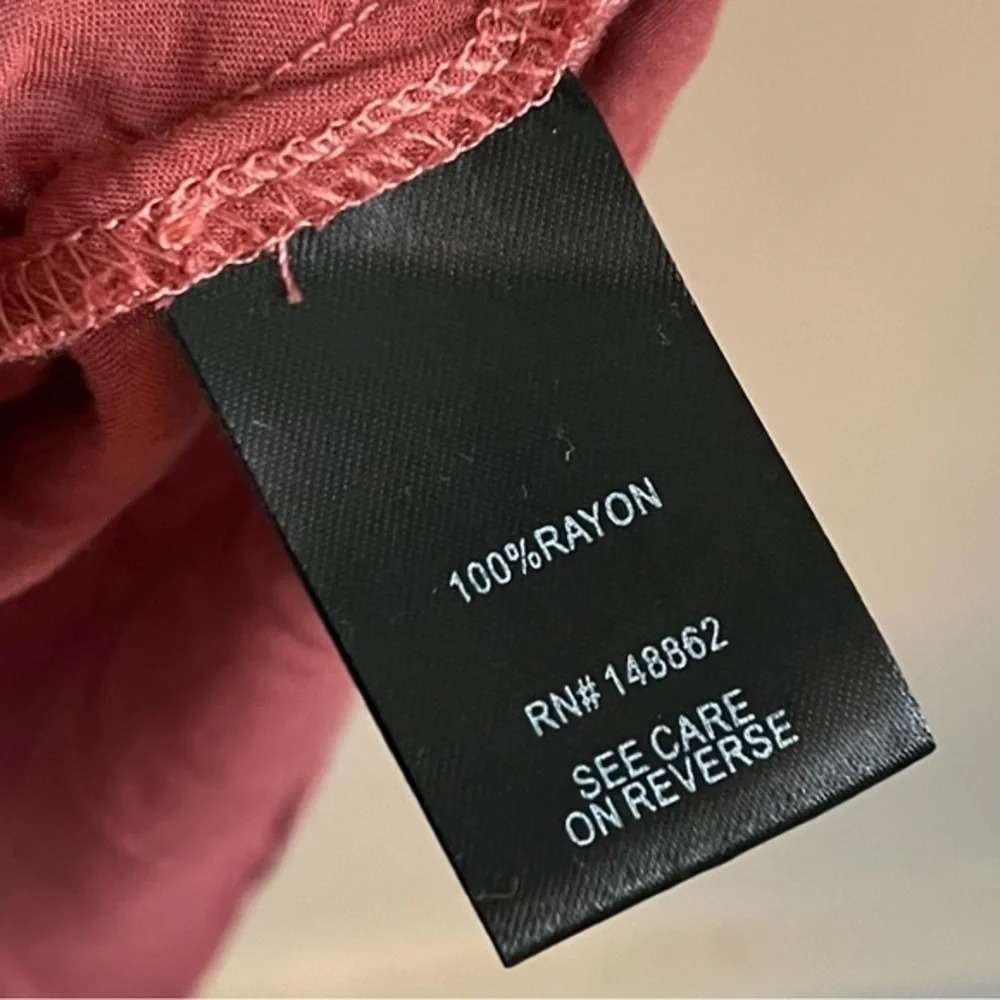 100%RAYON
RN# 148862
SEE CARE
ON REVERSE